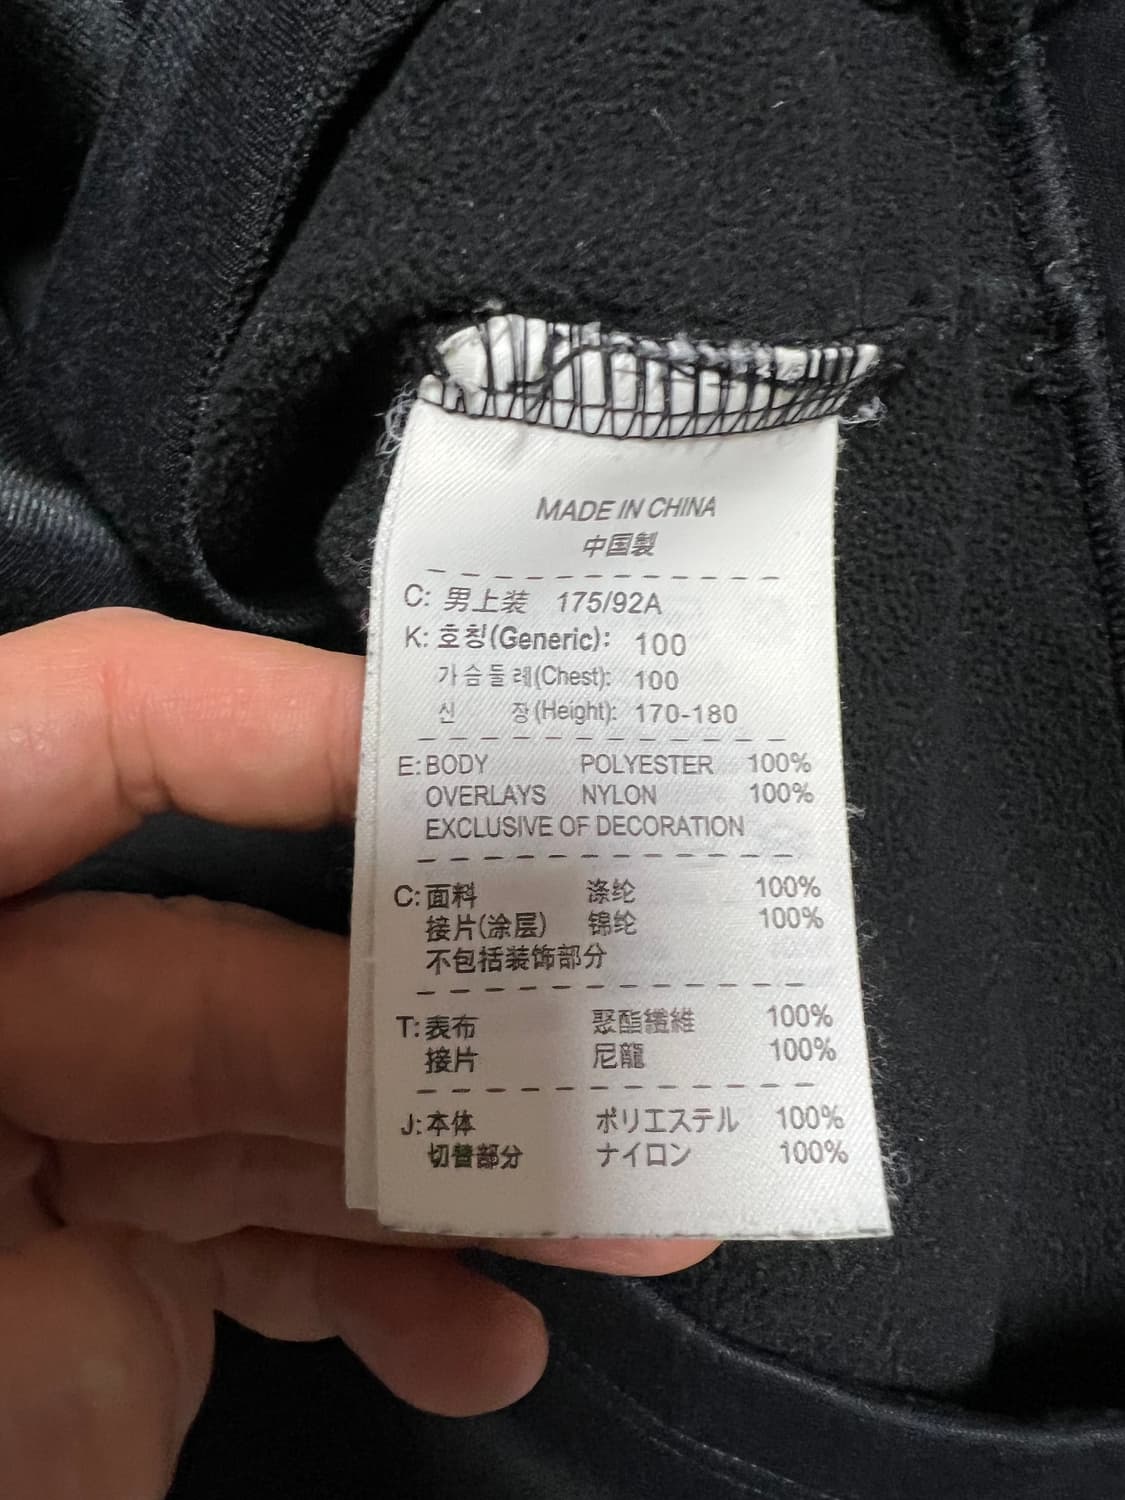 MADE IN CHINA
中国製
C: 男上装 175/92A
K: 호칭(Generic): 100
가슴둘레(Chest): 100
신 장(Height): 170-180
E: BODY POLYESTER 100%
OVERLAYS NYLON 100%
EXCLUSIVE OF DECORATION
C: 面料 涤纶 100%
接片(涂层) 锦纶 100%
不包括装饰部分
T: 表布 聚酯纖維 100%
接片 尼龍 100%
J: 本体 ポリエステル 100%
切替部分 ナイロン 100%